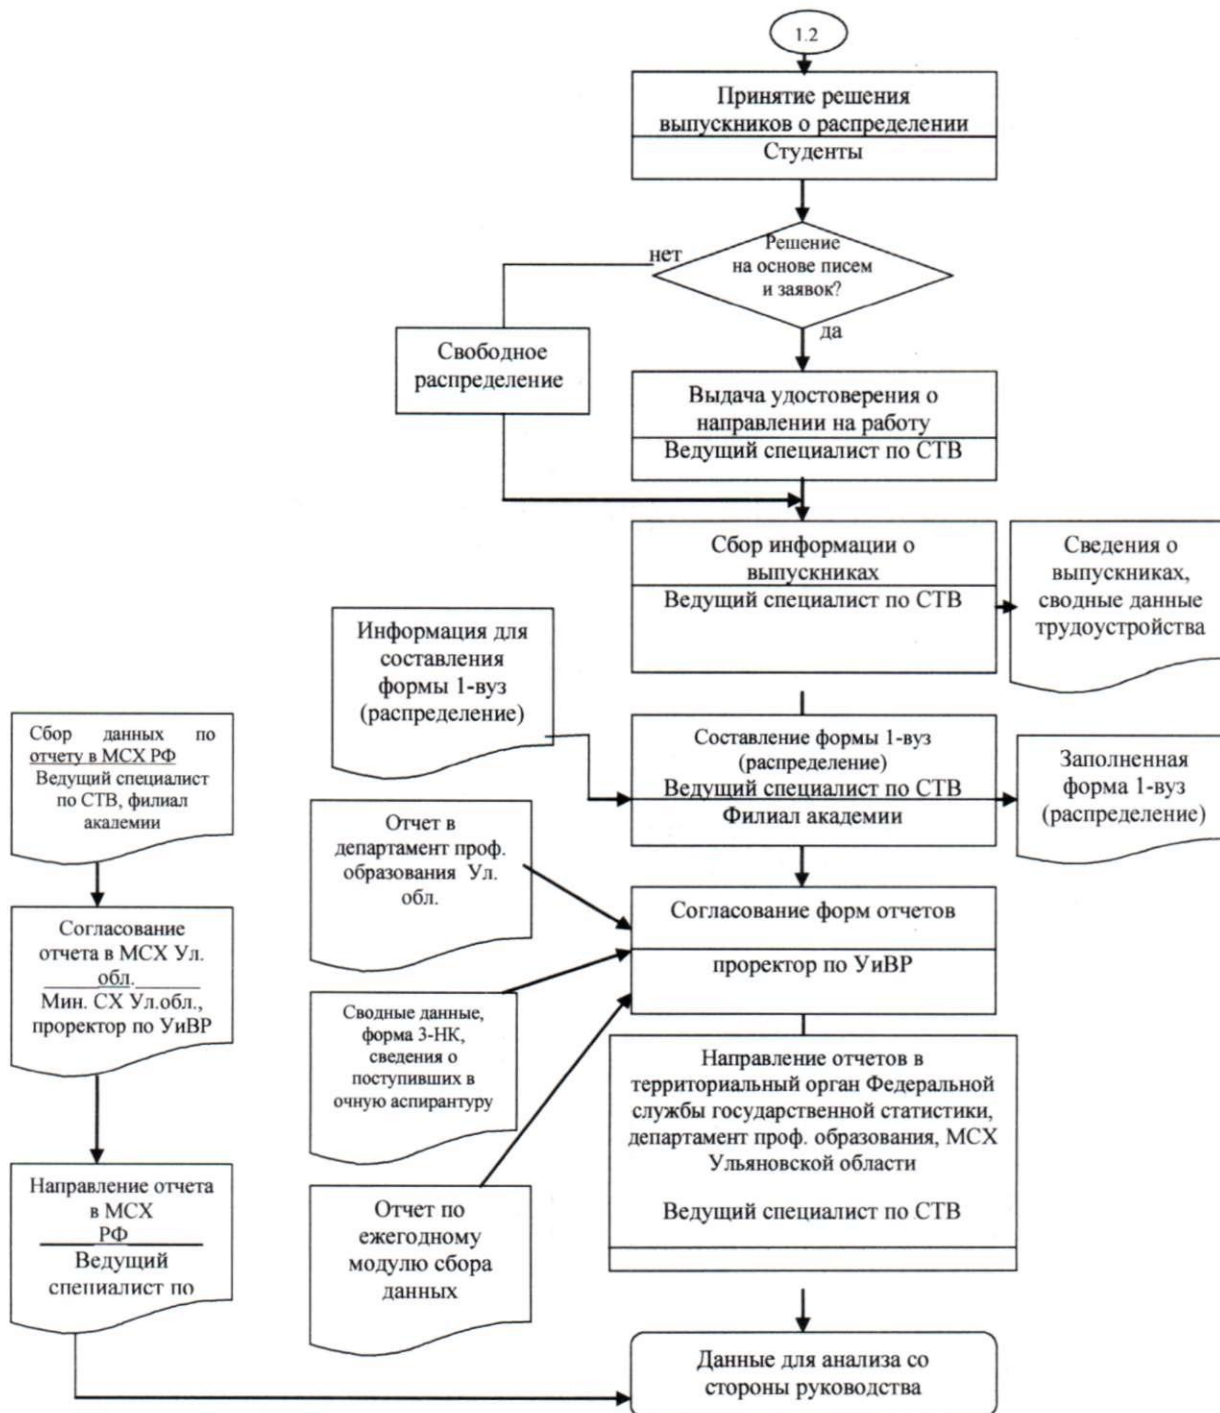 1.2
Принятие решения
выпускников о распределении
Студенты
Решение
на основе писем
и заявок?
нет
да
Свободное
распределение
Выдача удостоверения о
направлении на работу
Ведущий специалист по СТВ
Сбор информации о
выпускниках
Ведущий специалист по СТВ
Сведения о
выпускниках,
сводные данные
трудоустройства
Информация для
составления
формы 1-вуз
(распределение)
Составление формы 1-вуз
(распределение)
Ведущий специалист по СТВ
Филиал академии
Заполненная
форма 1-вуз
(распределение)
Сбор данных по
отчету в МСХ РФ
Ведущий специалист
по СТВ, филиал
академии
Отчет в
департамент проф.
образования Ул.
обл.
Согласование форм отчетов
проректор по УиВР
Согласование
отчета в МСХ Ул.
обл.
Мин. СХ Ул.обл.,
проректор по УиВР
Сводные данные,
форма 3-НК,
сведения о
поступивших в
очную аспирантуру
Направление отчетов в
территориальный орган Федеральной
службы государственной статистики,
департамент проф. образования, МСХ
Ульяновской области
Ведущий специалист по СТВ
Направление отчета
в МСХ
РФ
Ведущий
специалист по
Отчет по
ежегодному
модулю сбора
данных
Данные для анализа со
стороны руководства